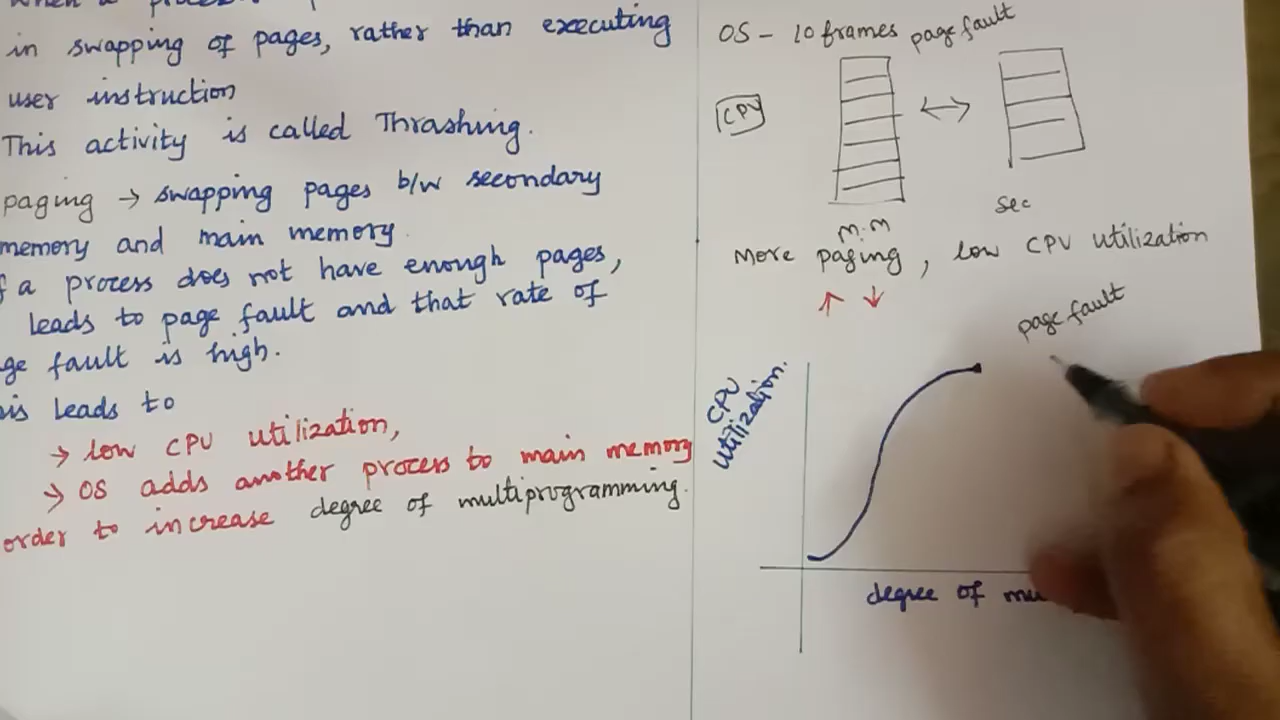 in swapping of pages, rather than executing
user instruction
This activity is called Thrashing.
paging → swapping pages b/w secondary
memory and main memory.
a process does not have enough pages,
leads to page fault and that rate of
ge fault is high.
is leads to
→ low CPU utilization,
→ OS adds another process to main memory
order to increase degree of multiprogramming.
OS - 10 frames page fault
CPU
M.M
sec
More paging, low CPU utilization
↑ ↓
page fault
CPU
utilization.
degree of mu